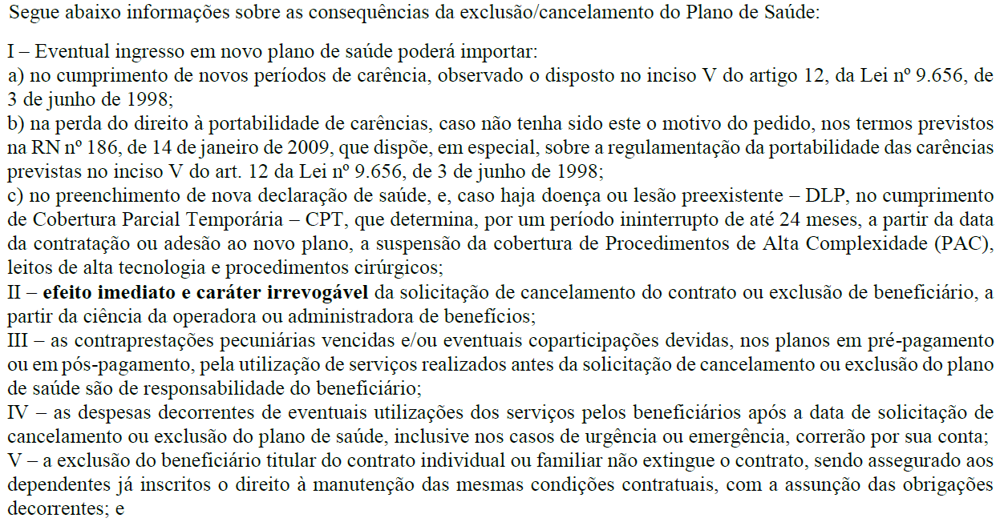 Segue abaixo informações sobre as consequências da exclusão/cancelamento do Plano de Saúde:
I – Eventual ingresso em novo plano de saúde poderá importar:
a) no cumprimento de novos períodos de carência, observado o disposto no inciso V do artigo 12, da Lei nº 9.656, de
3 de junho de 1998;
b) na perda do direito à portabilidade de carências, caso não tenha sido este o motivo do pedido, nos termos previstos
na RN nº 186, de 14 de janeiro de 2009, que dispõe, em especial, sobre a regulamentação da portabilidade das carências
previstas no inciso V do art. 12 da Lei nº 9.656, de 3 de junho de 1998;
c) no preenchimento de nova declaração de saúde, e, caso haja doença ou lesão preexistente – DLP, no cumprimento
de Cobertura Parcial Temporária – CPT, que determina, por um período ininterrupto de até 24 meses, a partir da data
da contratação ou adesão ao novo plano, a suspensão da cobertura de Procedimentos de Alta Complexidade (PAC),
leitos de alta tecnologia e procedimentos cirúrgicos;
II – efeito imediato e caráter irrevogável da solicitação de cancelamento do contrato ou exclusão de beneficiário, a
partir da ciência da operadora ou administradora de benefícios;
III – as contraprestações pecuniárias vencidas e/ou eventuais coparticipações devidas, nos planos em pré-pagamento
ou em pós-pagamento, pela utilização de serviços realizados antes da solicitação de cancelamento ou exclusão do plano
de saúde são de responsabilidade do beneficiário;
IV – as despesas decorrentes de eventuais utilizações dos serviços pelos beneficiários após a data de solicitação de
cancelamento ou exclusão do plano de saúde, inclusive nos casos de urgência ou emergência, correrão por sua conta;
V – a exclusão do beneficiário titular do contrato individual ou familiar não extingue o contrato, sendo assegurado aos
dependentes já inscritos o direito à manutenção das mesmas condições contratuais, com a assunção das obrigações
decorrentes; e